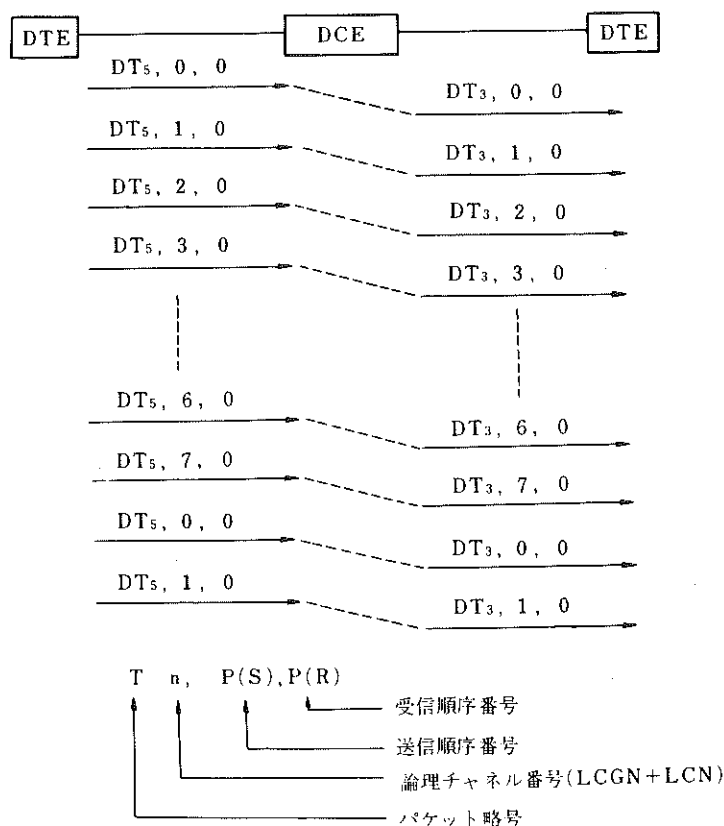 DTE DCE DTE
DT₅, 0, 0
DT₃, 0, 0
DT₅, 1, 0
DT₃, 1, 0
DT₅, 2, 0
DT₃, 2, 0
DT₅, 3, 0
DT₃, 3, 0
DT₅, 6, 0
DT₃, 6, 0
DT₅, 7, 0
DT₃, 7, 0
DT₅, 0, 0
DT₃, 0, 0
DT₅, 1, 0
DT₃, 1, 0
T n, P(S), P(R)
受信順序番号
送信順序番号
論理チャネル番号(LCGN+LCN)
パケット略号